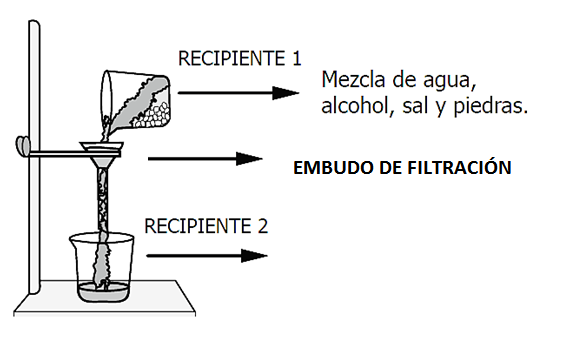 RECIPIENTE 1
Mezcla de agua,
alcohol, sal y piedras.
EMBUDO DE FILTRACIÓN
RECIPIENTE 2